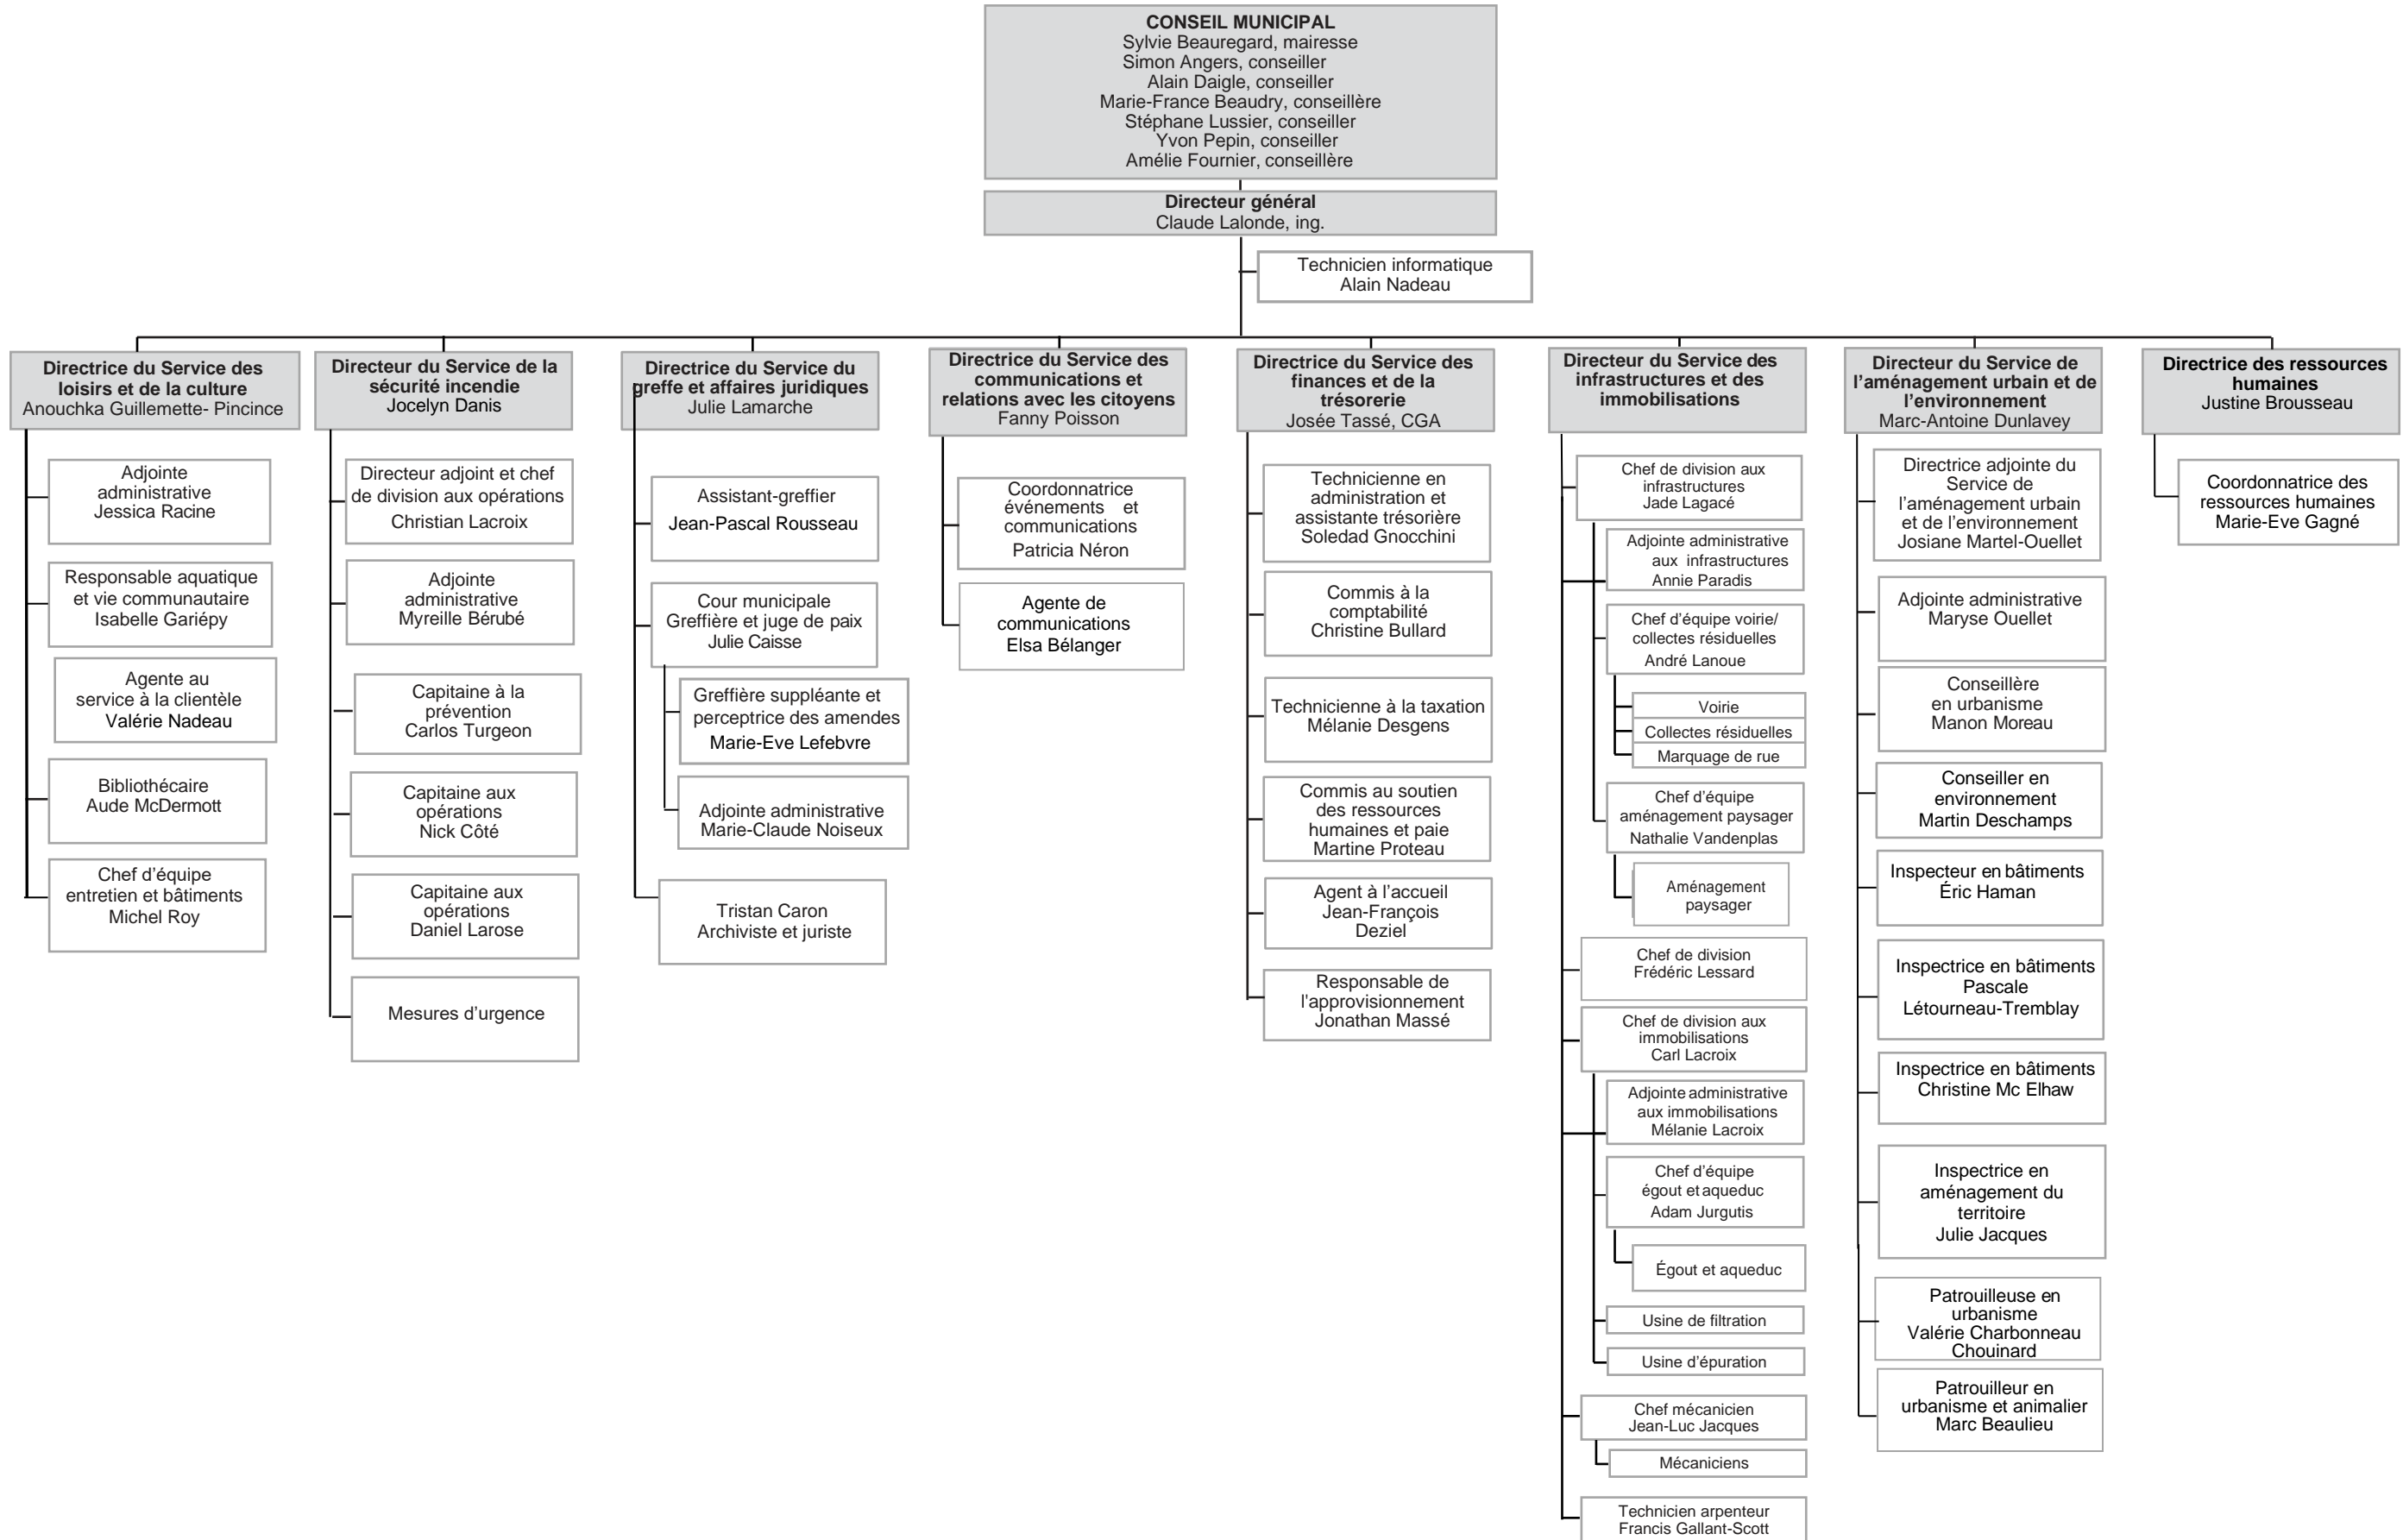 CONSEIL MUNICIPAL
Sylvie Beauregard, mairesse
Simon Angers, conseiller
Alain Daigle, conseiller
Marie-France Beaudry, conseillère
Stéphane Lussier, conseiller
Yvon Pepin, conseiller
Amélie Fournier, conseillère
Directeur général
Claude Lalonde, ing.
Technicien informatique
Alain Nadeau
Directrice du Service des
loisirs et de la culture
Anouchka Guillemette- Pincince
Adjointe
administrative
Jessica Racine
Responsable aquatique
et vie communautaire
Isabelle Gariépy
Agente au
service à la clientèle
Valérie Nadeau
Bibliothécaire
Aude McDermott
Chef d’équipe
entretien et bâtiments
Michel Roy
Directeur du Service de la
sécurité incendie
Jocelyn Danis
Directeur adjoint et chef
de division aux opérations
Christian Lacroix
Adjointe
administrative
Myreille Bérubé
Capitaine à la
prévention
Carlos Turgeon
Capitaine aux
opérations
Nick Côté
Capitaine aux
opérations
Daniel Larose
Mesures d’urgence
Directrice du Service du
greffe et affaires juridiques
Julie Lamarche
Assistant-greffier
Jean-Pascal Rousseau
Cour municipale
Greffière et juge de paix
Julie Caisse
Greffière suppléante et
perceptrice des amendes
Marie-Eve Lefebvre
Adjointe administrative
Marie-Claude Noiseux
Tristan Caron
Archiviste et juriste
Directrice du Service des
communications et
relations avec les citoyens
Fanny Poisson
Coordonnatrice
événements et
communications
Patricia Néron
Agente de
communications
Elsa Bélanger
Directrice du Service des
finances et de la
trésorerie
Josée Tassé, CGA
Technicienne en
administration et
assistante trésorière
Soledad Gnocchini
Commis à la
comptabilité
Christine Bullard
Technicienne à la taxation
Mélanie Desgens
Commis au soutien
des ressources
humaines et paie
Martine Proteau
Agent à l’accueil
Jean-François
Deziel
Responsable de
l’approvisionnement
Jonathan Massé
Directeur du Service des
infrastructures et des
immobilisations
Chef de division aux
infrastructures
Jade Lagacé
Adjointe administrative
aux infrastructures
Annie Paradis
Chef d’équipe voirie/
collectes résiduelles
André Lanoue
Voirie
Collectes résiduelles
Marquage de rue
Chef d’équipe
aménagement paysager
Nathalie Vandenplas
Aménagement
paysager
Chef de division
Frédéric Lessard
Chef de division aux
immobilisations
Carl Lacroix
Adjointe administrative
aux immobilisations
Mélanie Lacroix
Chef d’équipe
égout et aqueduc
Adam Jurgutis
Égout et aqueduc
Usine de filtration
Usine d’épuration
Chef mécanicien
Jean-Luc Jacques
Mécaniciens
Technicien arpenteur
Francis Gallant-Scott
Directeur du Service de
l’aménagement urbain et de
l’environnement
Marc-Antoine Dunlavey
Directrice adjointe du
Service de
l’aménagement urbain
et de l’environnement
Josiane Martel-Ouellet
Adjointe administrative
Maryse Ouellet
Conseillère
en urbanisme
Manon Moreau
Conseiller en
environnement
Martin Deschamps
Inspecteur en bâtiments
Éric Haman
Inspectrice en bâtiments
Pascale
Létourneau-Tremblay
Inspectrice en bâtiments
Christine Mc Elhaw
Inspectrice en
aménagement du
territoire
Julie Jacques
Patrouilleuse en
urbanisme
Valérie Charbonneau
Chouinard
Patrouilleur en
urbanisme et animalier
Marc Beaulieu
Directrice des ressources
humaines
Justine Brousseau
Coordonnatrice des
ressources humaines
Marie-Eve Gagné